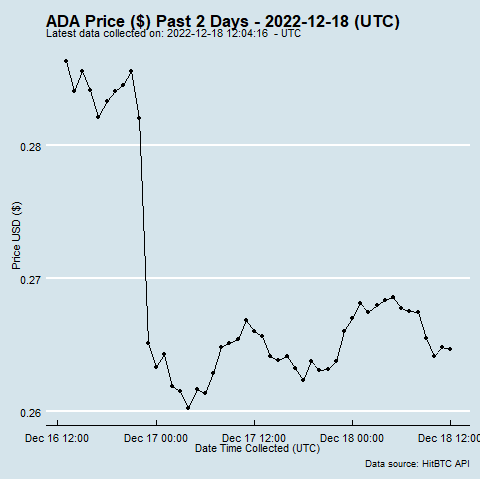 ADA Price ($) Past 2 Days - 2022-12-18 (UTC)
Latest data collected on: 2022-12-18 12:04:16 - UTC
0.28
0.27
0.26
Price USD ($)
Dec 16 12:00 Dec 17 00:00 Dec 17 12:00 Dec 18 00:00 Dec 18 12:00
Date Time Collected (UTC)
Data source: HitBTC API